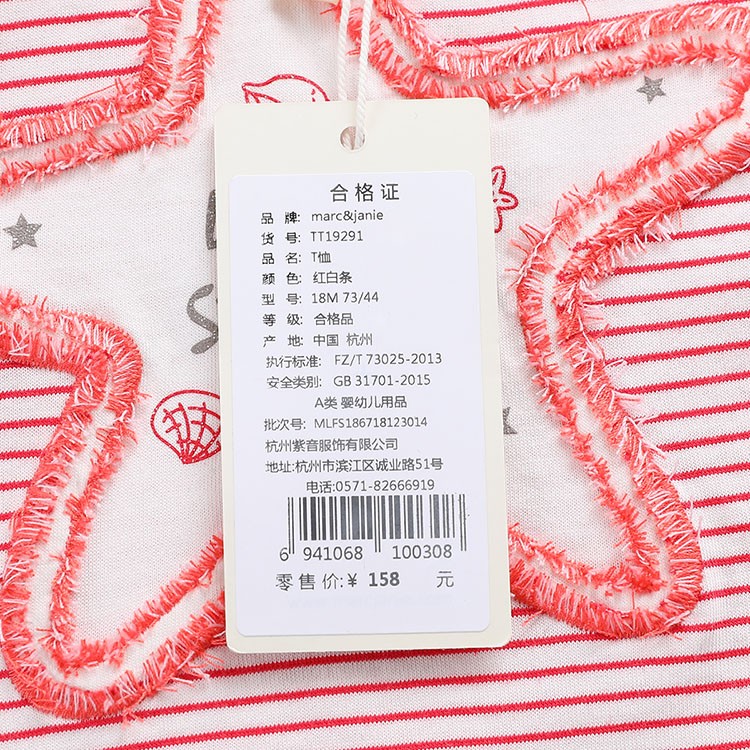 合格证
品 牌: marc&janie
货 号: TT19291
品 名: T恤
颜 色: 红白条
型 号: 18M 73/44
等 级: 合格品
产 地: 中国 杭州
执行标准: FZ/T 73025-2013
安全类别: GB 31701-2015
A类 婴幼儿用品
批次号: MLFS186718123014
杭州紫音服饰有限公司
地址:杭州市滨江区诚业路51号
电话:0571-82666919
6 941068 100308
零售价:¥ 158 元